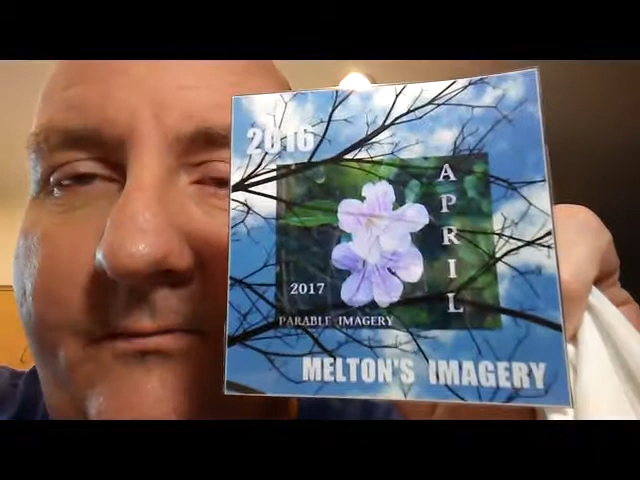 2016
APRIL
2017
PARABLE IMAGERY
MELTON'S IMAGERY